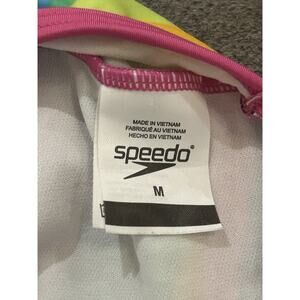 MADE IN VIETNAM
FABRIQUÉ AU VIETNAM
HECHO EN VIETNAM
speedo
M